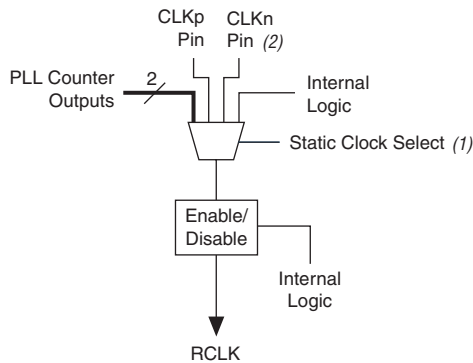 CLKp
Pin
CLKn
Pin (2)
PLL Counter
Outputs
2
Internal
Logic
Static Clock Select (1)
Enable/
Disable
Internal
Logic
RCLK